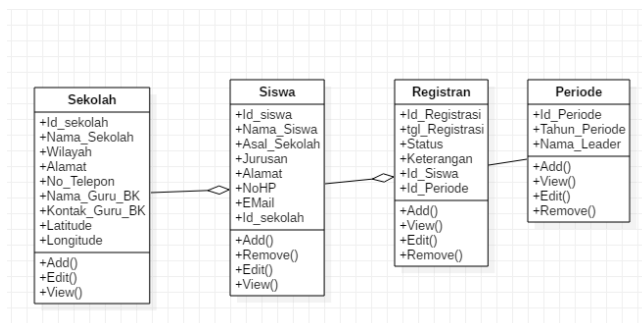 Sekolah
+Id_sekolah
+Nama_Sekolah
+Wilayah
+Alamat
+No_Telepon
+Nama_Guru_BK
+Kontak_Guru_BK
+Latitude
+Longitude
+Add()
+Edit()
+View()
Siswa
+Id_siswa
+Nama_Siswa
+Asal_Sekolah
+Jurusan
+Alamat
+NoHP
+EMail
+Id_sekolah
+Add()
+Remove()
+Edit()
+View()
Registran
+Id_Registrasi
+tgl_Registrasi
+Status
+Keterangan
+Id_Siswa
+Id_Periode
+Add()
+View()
+Edit()
+Remove()
Periode
+Id_Periode
+Tahun_Periode
+Nama_Leader
+Add()
+View()
+Edit()
+Remove()